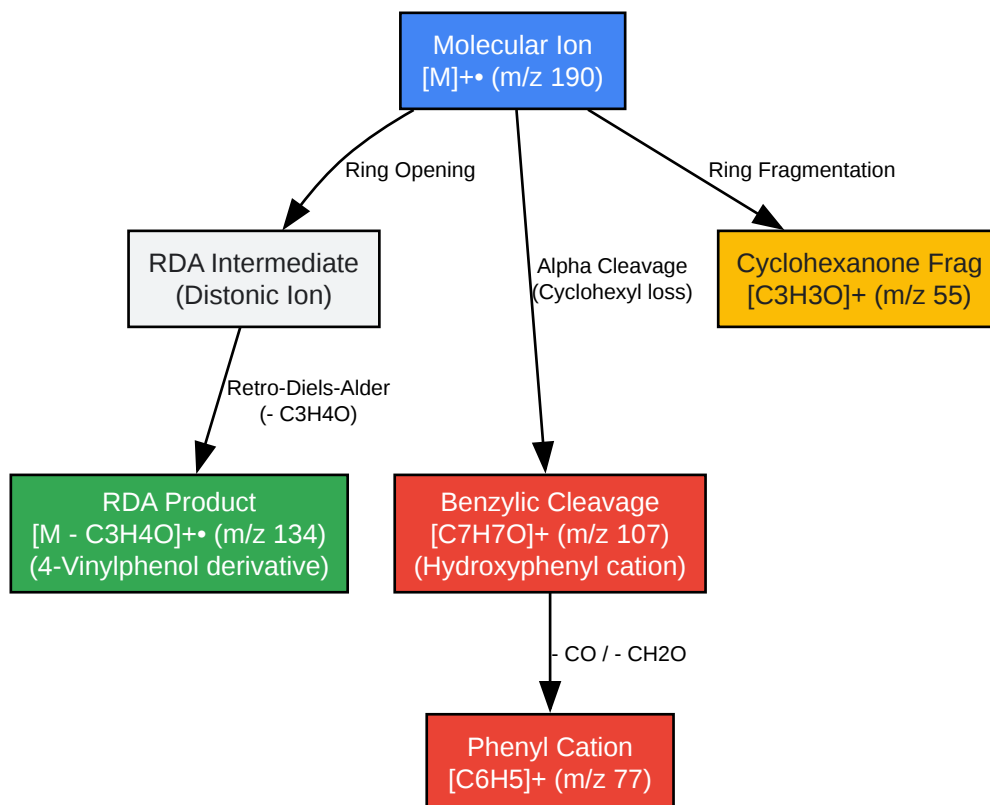 Molecular Ion
[M]+• (m/z 190)
Ring Opening
Ring Fragmentation
RDA Intermediate
(Distonic Ion)
Alpha Cleavage
(Cyclohexyl loss)
Cyclohexanone Frag
[C3H3O]+ (m/z 55)
Retro-Diels-Alder
(- C3H4O)
RDA Product
[M - C3H4O]+• (m/z 134)
(4-Vinylphenol derivative)
Benzylic Cleavage
[C7H7O]+ (m/z 107)
(Hydroxyphenyl cation)
- CO / - CH2O
Phenyl Cation
[C6H5]+ (m/z 77)